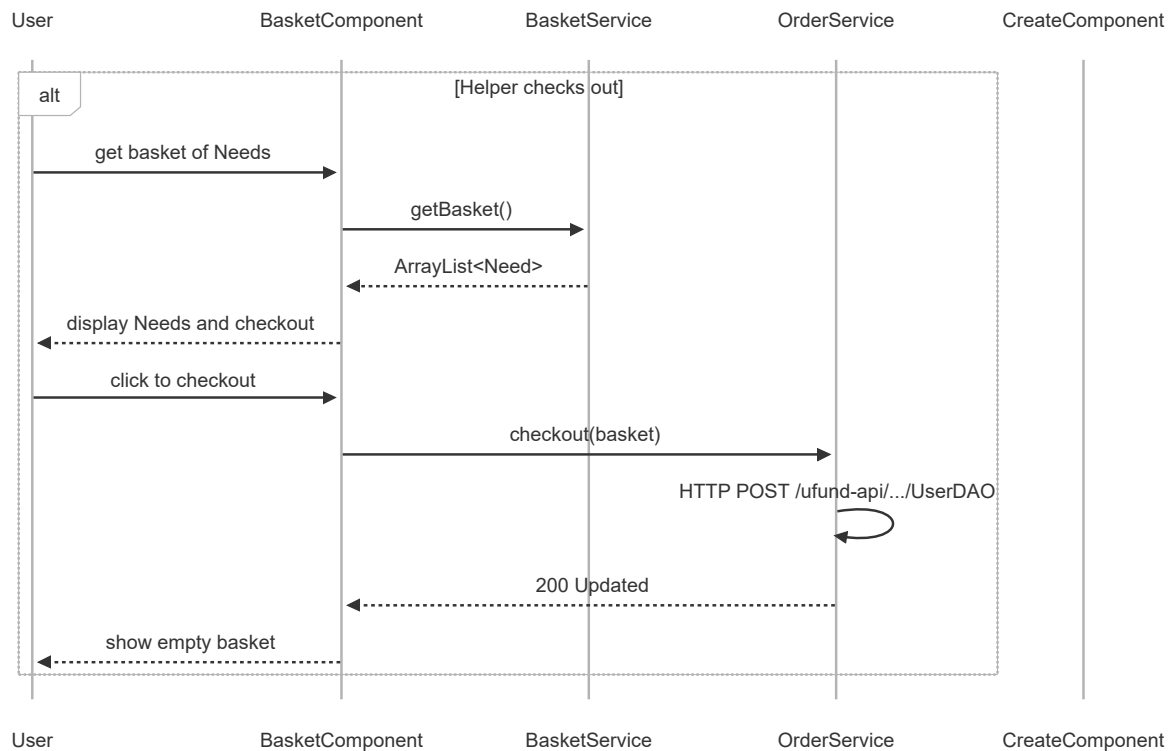 User BasketComponent BasketService OrderService CreateComponent
alt [Helper checks out]
get basket of Needs
getBasket()
ArrayList<Need>
display Needs and checkout
click to checkout
checkout(basket)
HTTP POST /ufund-api/.../UserDAO
200 Updated
show empty basket
User BasketComponent BasketService OrderService CreateComponent